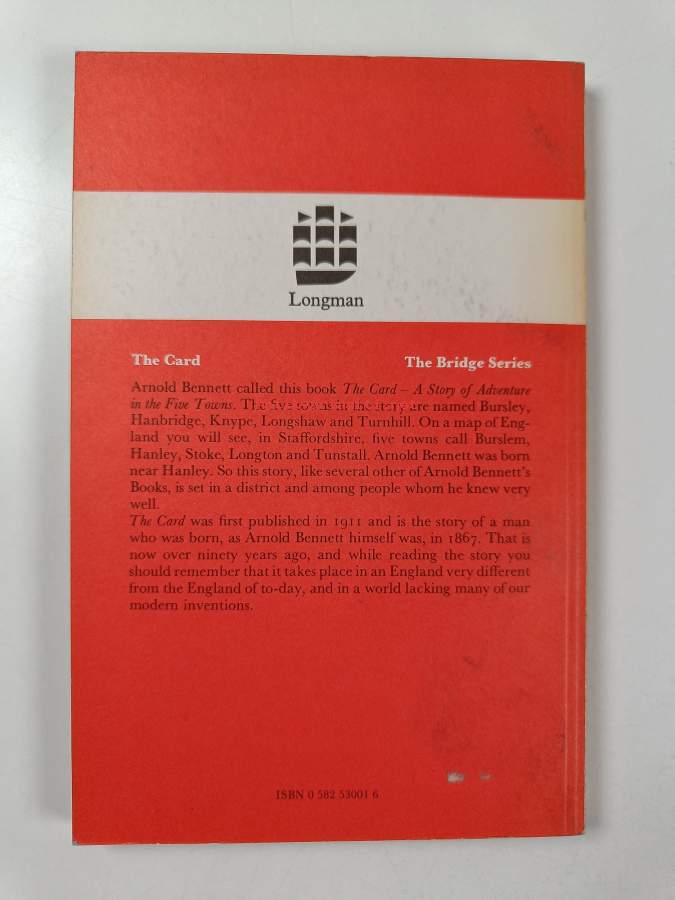 Longman
The Card
The Bridge Series
Arnold Bennett called this book The Card – A Story of Adventure
in the Five Towns. The five towns in the story are named Bursley,
Hanbridge, Knype, Longshaw and Turnhill. On a map of Eng-
land you will see, in Staffordshire, five towns call Burslem,
Hanley, Stoke, Longton and Tunstall. Arnold Bennett was born
near Hanley. So this story, like several other of Arnold Bennett's
Books, is set in a district and among people whom he knew very
well.
The Card was first published in 1911 and is the story of a man
who was born, as Arnold Bennett himself was, in 1867. That is
now over ninety years ago, and while reading the story you
should remember that it takes place in an England very different
from the England of to-day, and in a world lacking many of our
modern inventions.
ISBN 0 582 53001 6